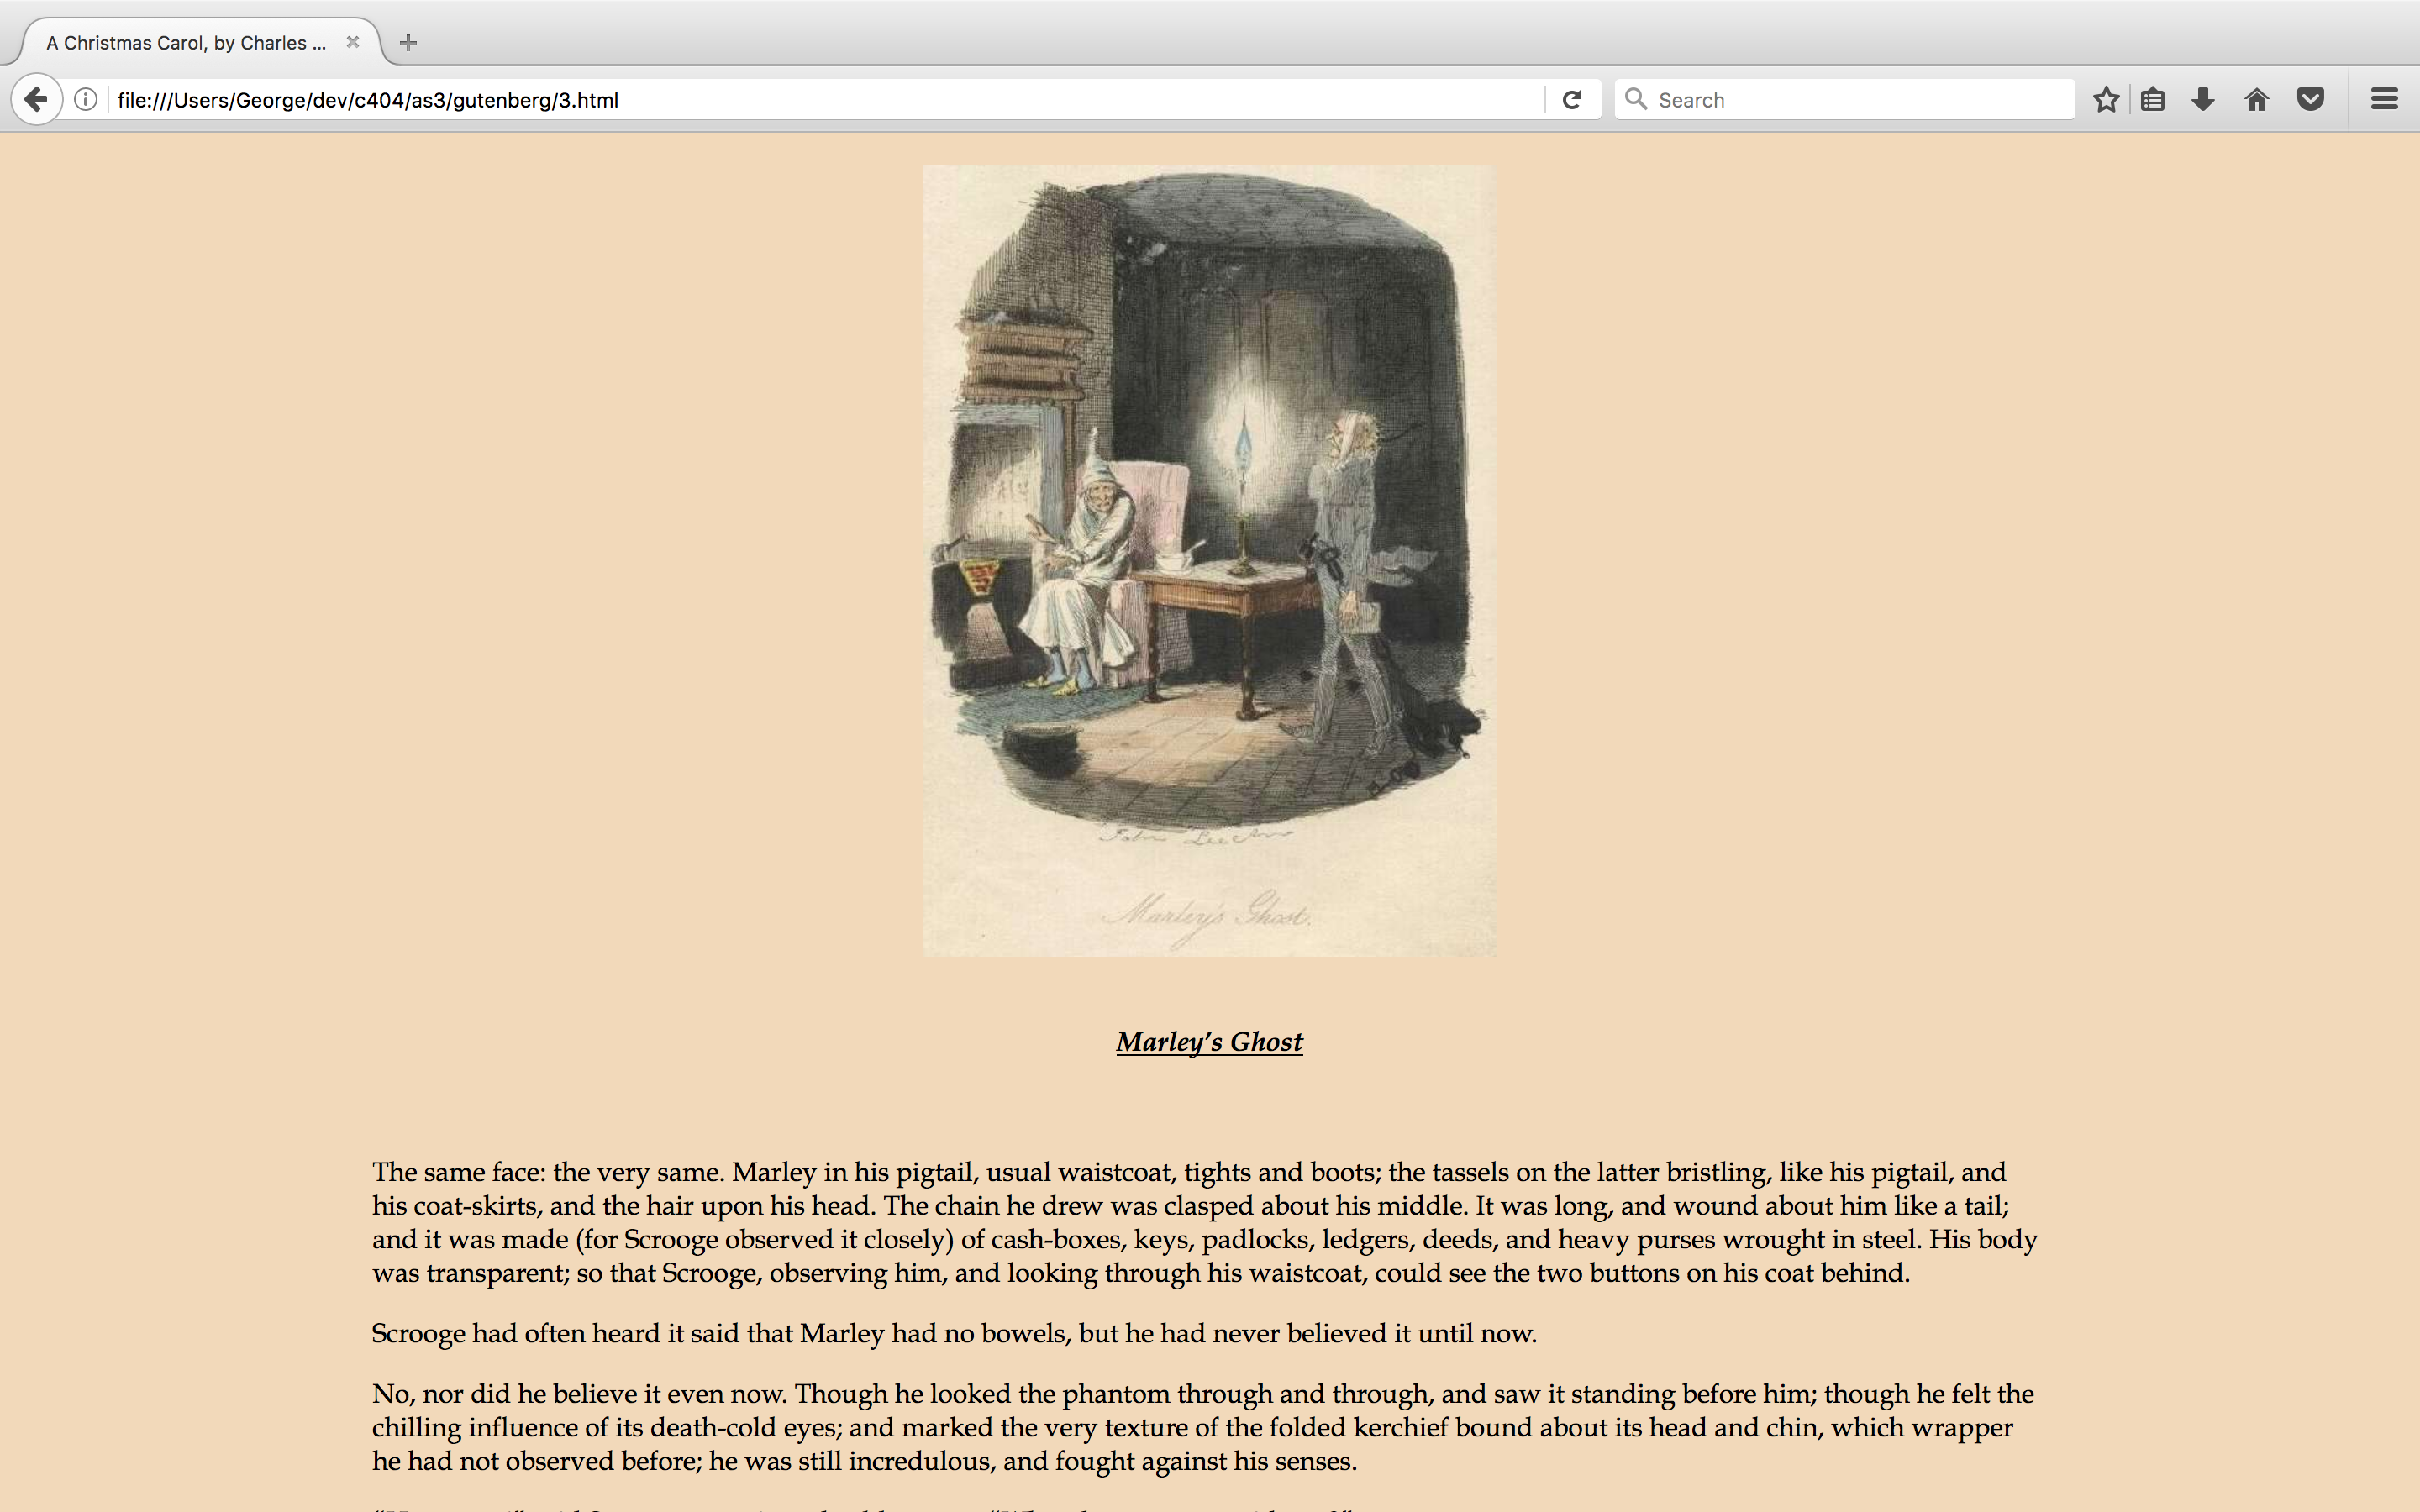 A Christmas Carol, by Charles ...
file:///Users/George/dev/c404/as3/gutenberg/3.html
Search
John Leech
Marley's Ghost.
Marley’s Ghost
The same face: the very same. Marley in his pigtail, usual waistcoat, tights and boots; the tassels on the latter bristling, like his pigtail, and
his coat-skirts, and the hair upon his head. The chain he drew was clasped about his middle. It was long, and wound about him like a tail;
and it was made (for Scrooge observed it closely) of cash-boxes, keys, padlocks, ledgers, deeds, and heavy purses wrought in steel. His body
was transparent; so that Scrooge, observing him, and looking through his waistcoat, could see the two buttons on his coat behind.
Scrooge had often heard it said that Marley had no bowels, but he had never believed it until now.
No, nor did he believe it even now. Though he looked the phantom through and through, and saw it standing before him; though he felt the
chilling influence of its death-cold eyes; and marked the very texture of the folded kerchief bound about its head and chin, which wrapper
he had not observed before; he was still incredulous, and fought against his senses.